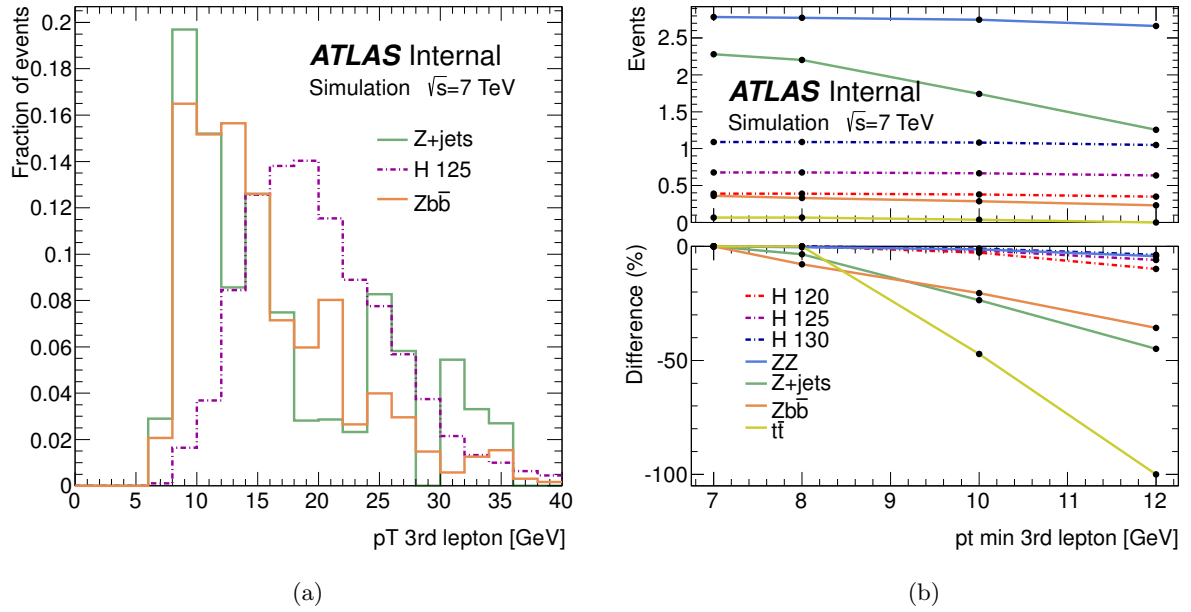 Fraction of events
0.2
0.18
0.16
0.14
0.12
0.1
0.08
0.06
0.04
0.02
0
ATLAS Internal
Simulation √s=7 TeV
Z+jets
H 125
Zbb̅
0 5 10 15 20 25 30 35 40
pT 3rd lepton [GeV]
(a)
Events
2.5
2
1.5
1
0.5
0
ATLAS Internal
Simulation √s=7 TeV
Difference (%)
0
-50
-100
H 120
H 125
H 130
ZZ
Z+jets
Zbb̅
tt̅
7 8 9 10 11 12
pt min 3rd lepton [GeV]
(b)